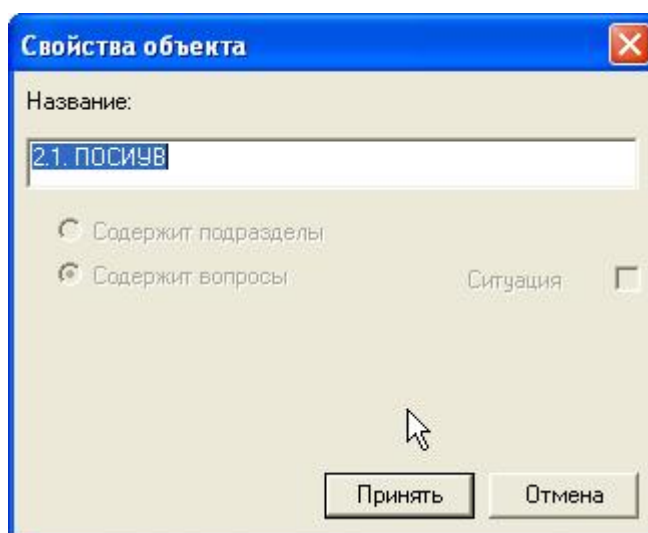 Свойства объекта
Название:
2.1. ПОСИУВ
Содержит подразделы
Содержит вопросы
Ситуация
Принять
Отмена